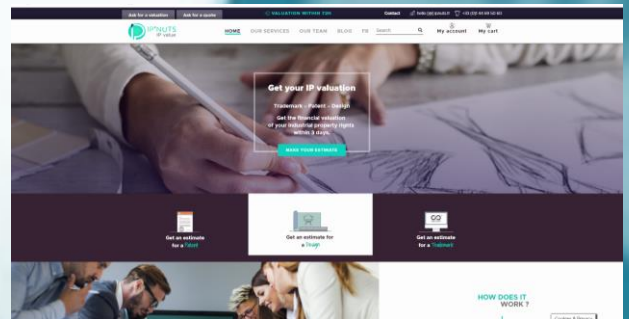 Ask for a valuation Ask for a quote VALUATION WITHIN 72H Contact
IP'NUTS
IP value
HOME OUR SERVICES OUR TEAM BLOG FR Search My account My cart
Get your IP valuation
Trademark - Patent - Design
Get the financial valuation
of your industrial property rights
within 3 days.
MAKE YOUR ESTIMATE
Get an estimate
for a Patent
Get an estimate for
a Design
Get an estimate
for a Trademark
HOW DOES IT
WORK ?